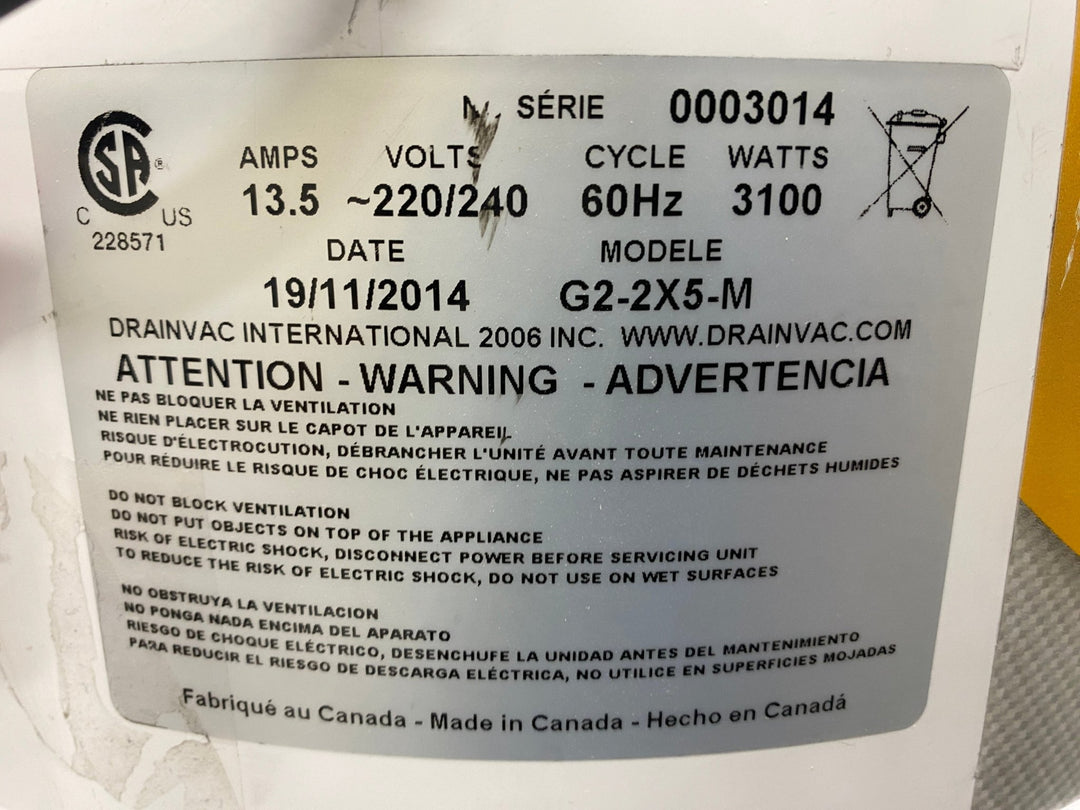 N. SÉRIE 0003014
CSA®
C US
228571
AMPS VOLTS CYCLE WATTS
13.5 ~220/240 60Hz 3100
DATE MODELE
19/11/2014 G2-2X5-M
DRAINVAC INTERNATIONAL 2006 INC. WWW.DRAINVAC.COM
ATTENTION - WARNING - ADVERTENCIA
NE PAS BLOQUER LA VENTILATION
NE RIEN PLACER SUR LE CAPOT DE L'APPAREIL
RISQUE D'ÉLECTROCUTION, DÉBRANCHER L'UNITÉ AVANT TOUTE MAINTENANCE
POUR RÉDUIRE LE RISQUE DE CHOC ÉLECTRIQUE, NE PAS ASPIRER DE DÉCHETS HUMIDES
DO NOT BLOCK VENTILATION
DO NOT PUT OBJECTS ON TOP OF THE APPLIANCE
RISK OF ELECTRIC SHOCK, DISCONNECT POWER BEFORE SERVICING UNIT
TO REDUCE THE RISK OF ELECTRIC SHOCK, DO NOT USE ON WET SURFACES
NO OBSTRUYA LA VENTILACION
NO PONGA NADA ENCIMA DEL APARATO
RIESGO DE CHOQUE ELÉCTRICO, DESENCHUFE LA UNIDAD ANTES DEL MANTENIMIENTO
PARA REDUCIR EL RIESGO DE DESCARGA ELÉCTRICA, NO UTILICE EN SUPERFICIES MOJADAS
Fabriqué au Canada - Made in Canada - Hecho en Canadá